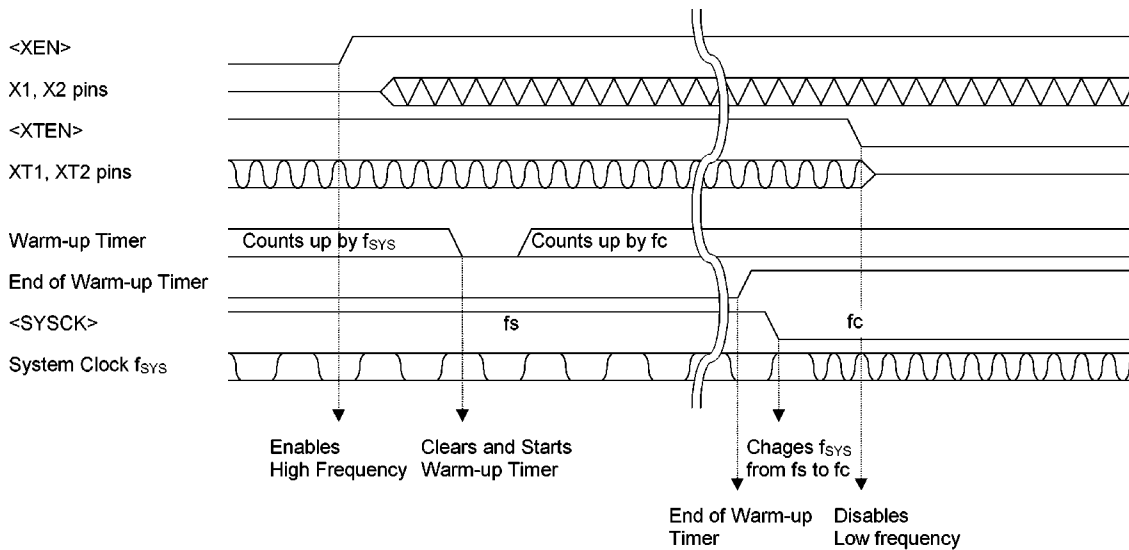 <XEN>
X1, X2 pins
<XTEN>
XT1, XT2 pins
Warm-up Timer
Counts up by fSYS
Counts up by fc
End of Warm-up Timer
<SYSCK>
fs
fc
System Clock fSYS
Enables
High Frequency
Clears and Starts
Warm-up Timer
Chages fSYS
from fs to fc
End of Warm-up
Timer
Disables
Low frequency